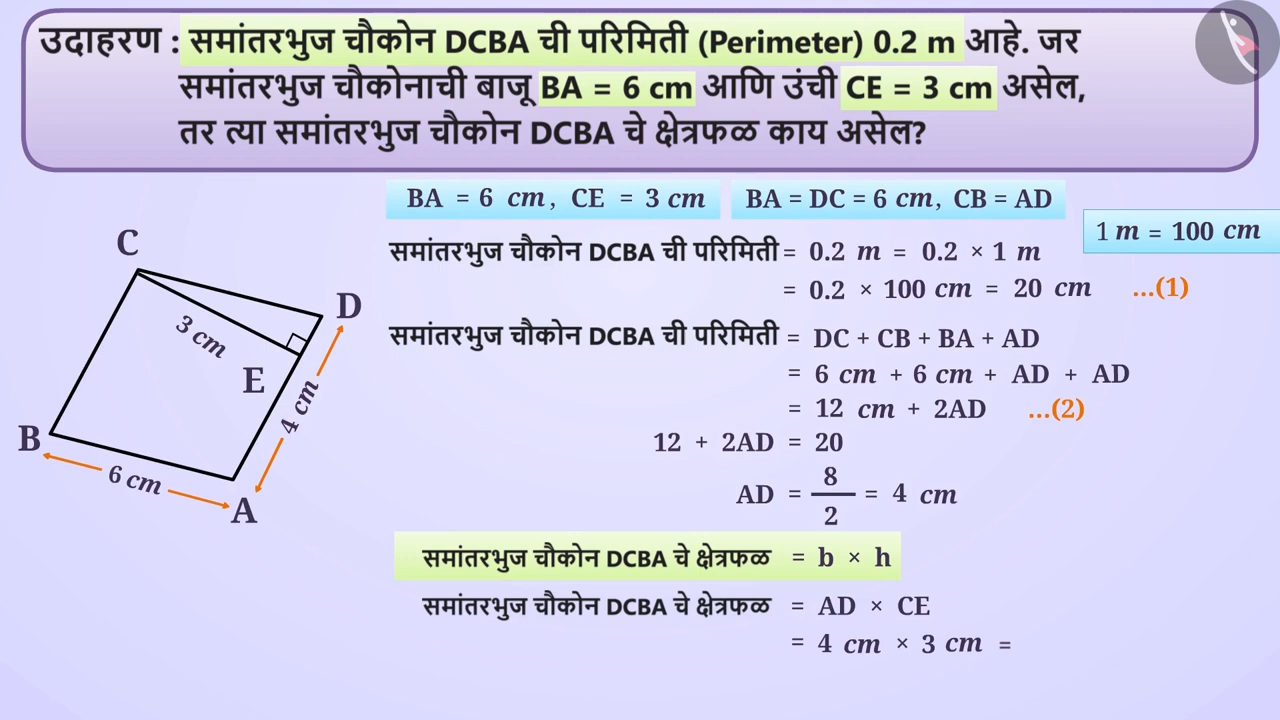 उदाहरण : समांतरभुज चौकोन DCBA ची परिमिती (Perimeter) 0.2 m आहे. जर
समांतरभुज चौकोनाची बाजू BA = 6 cm आणि उंची CE = 3 cm असेल,
तर त्या समांतरभुज चौकोन DCBA चे क्षेत्रफळ काय असेल?
BA = 6 cm, CE = 3 cm BA = DC = 6 cm, CB = AD
1 m = 100 cm
समांतरभुज चौकोन DCBA ची परिमिती = 0.2 m = 0.2 × 1 m
= 0.2 × 100 cm = 20 cm ...(1)
समांतरभुज चौकोन DCBA ची परिमिती = DC + CB + BA + AD
= 6 cm + 6 cm + AD + AD
= 12 cm + 2AD ...(2)
12 + 2AD = 20
AD = 8/2 = 4 cm
समांतरभुज चौकोन DCBA चे क्षेत्रफळ = b × h
समांतरभुज चौकोन DCBA चे क्षेत्रफळ = AD × CE
= 4 cm × 3 cm =
C
D
3 cm
E
4 cm
B
6 cm
A